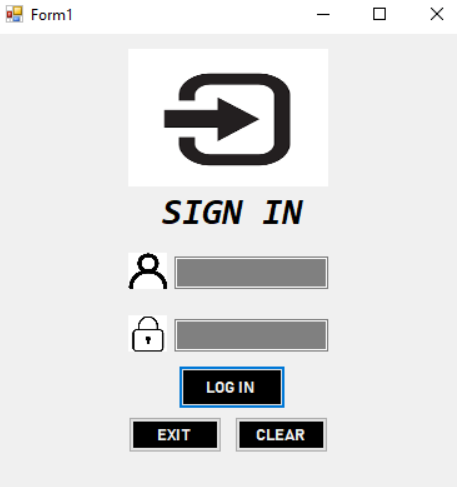 Form1
SIGN IN
LOG IN
EXIT CLEAR